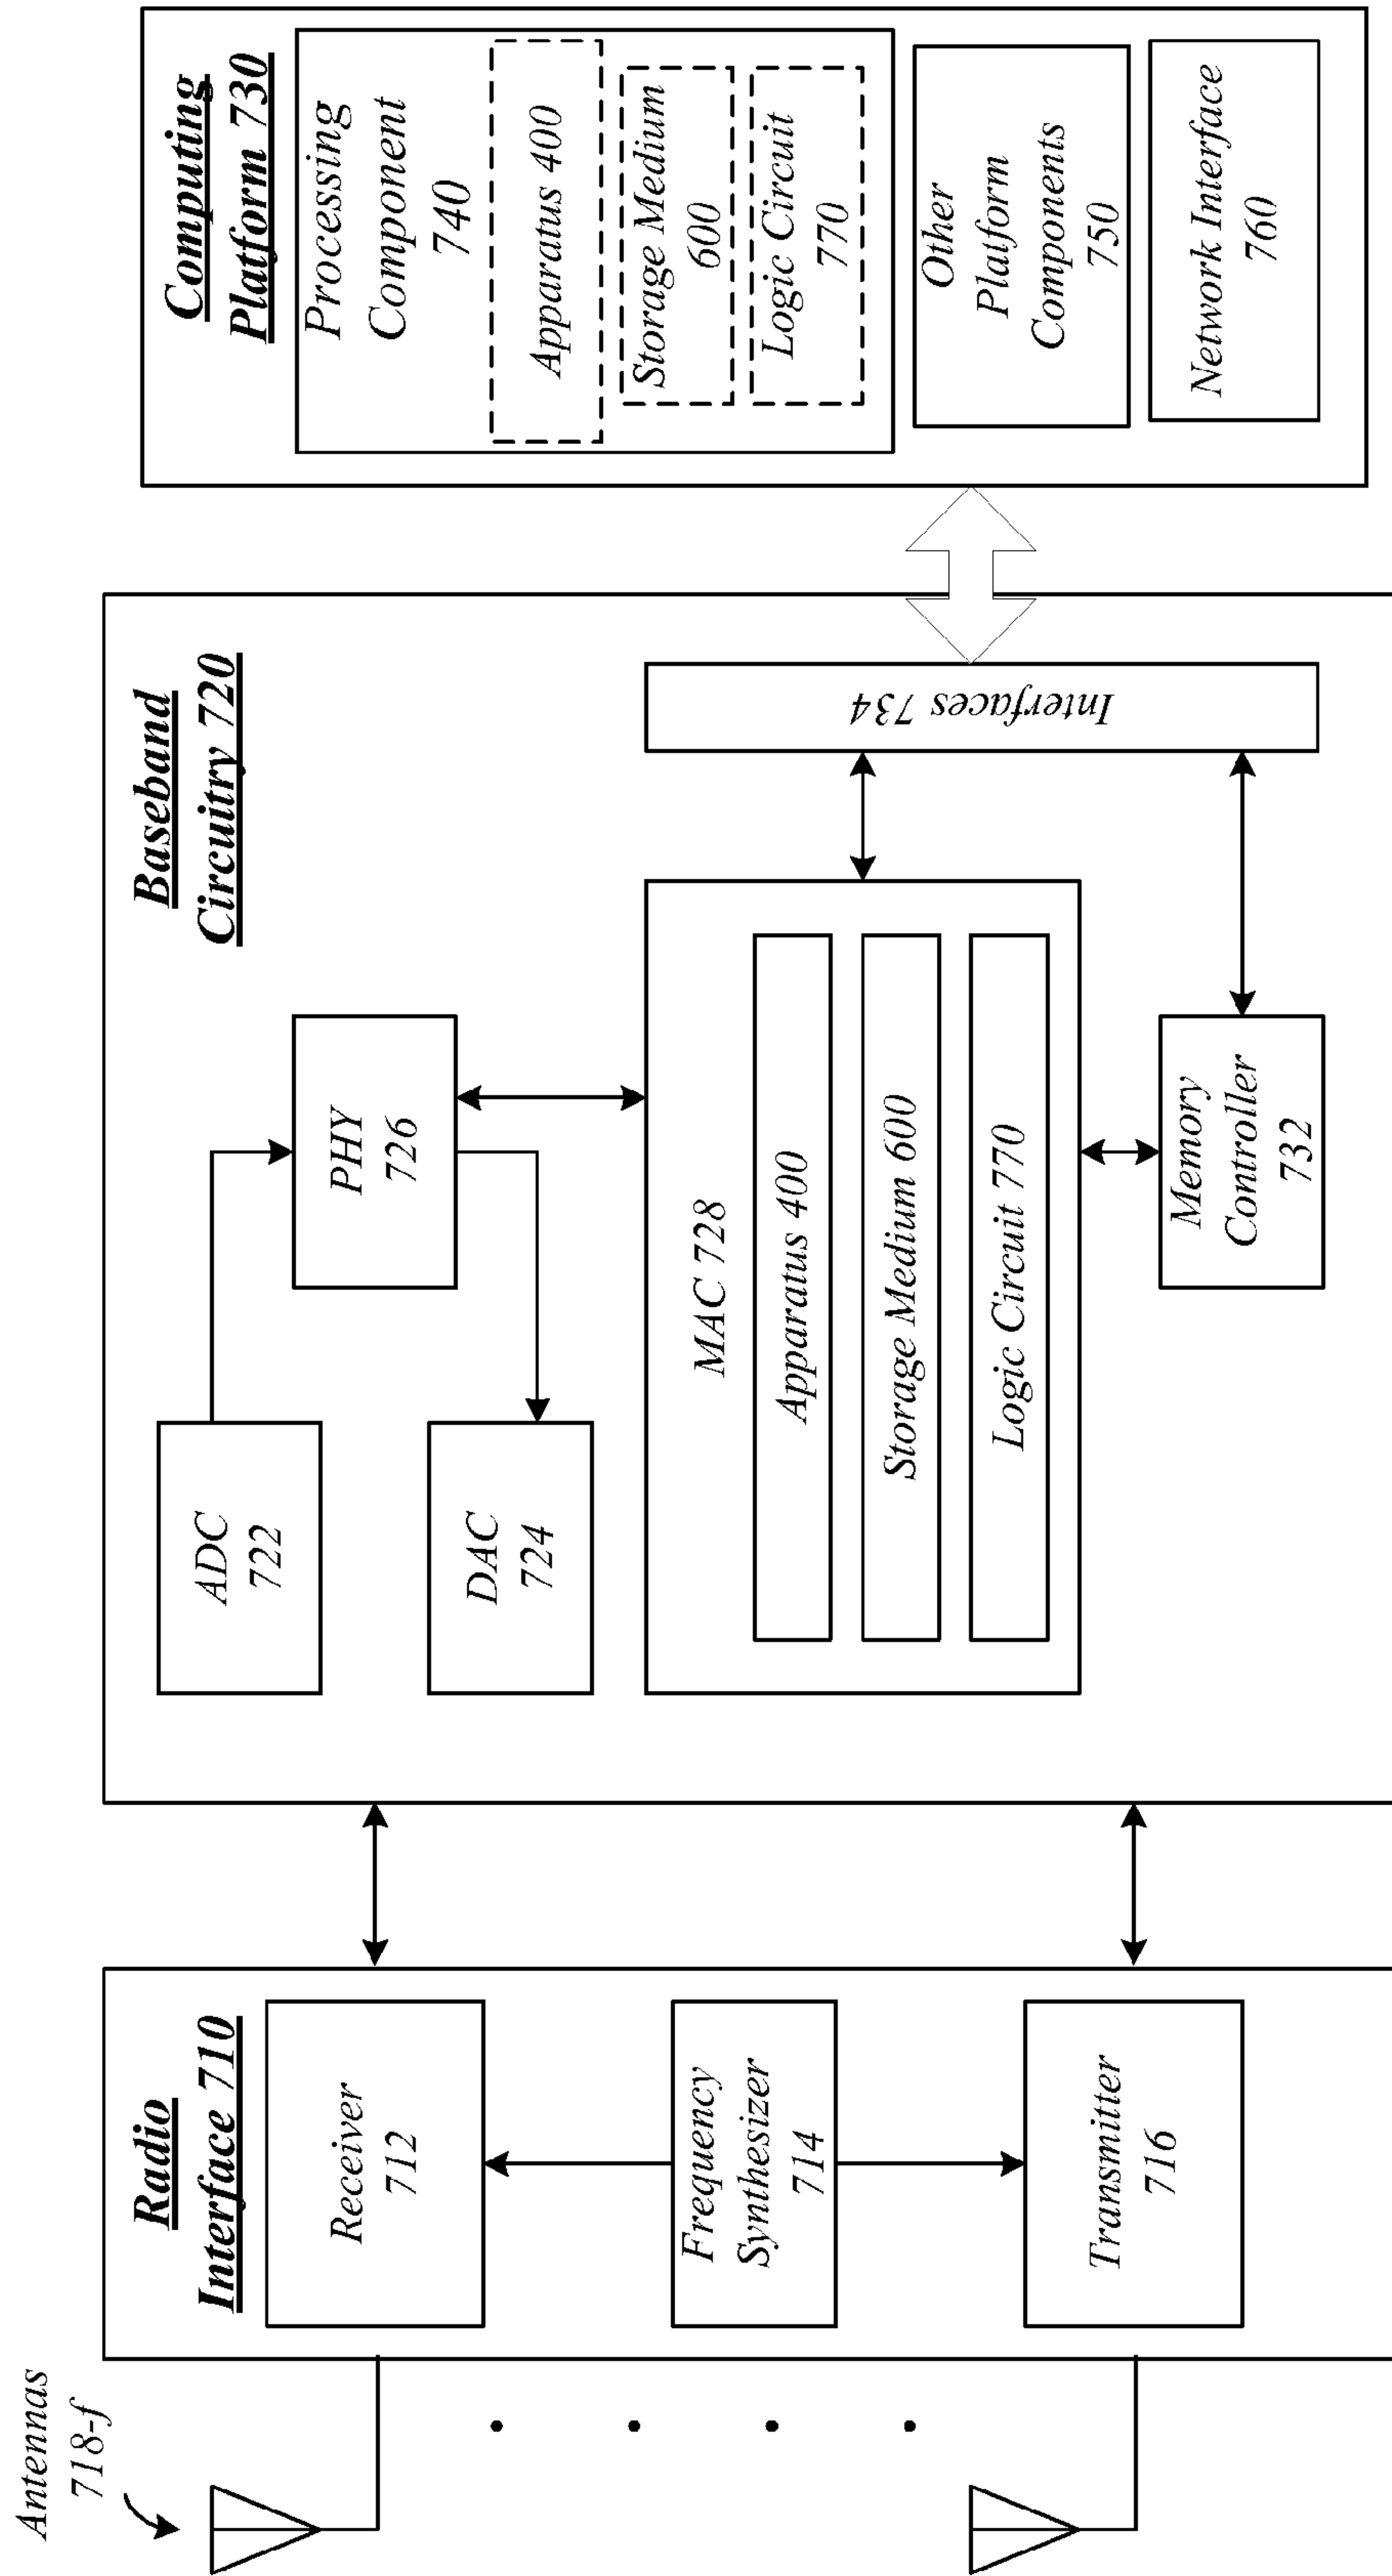 Antennas
718-f
Radio
Interface 710
Receiver
712
Frequency
Synthesizer
714
Transmitter
716
Baseband
Circuitry 720
ADC
722
DAC
724
PHY
726
MAC 728
Apparatus 400
Storage Medium 600
Logic Circuit 770
Memory
Controller
732
Interfaces 734
Computing
Platform 730
Processing
Component
740
Apparatus 400
Storage Medium
600
Logic Circuit
770
Other
Platform
Components
750
Network Interface
760